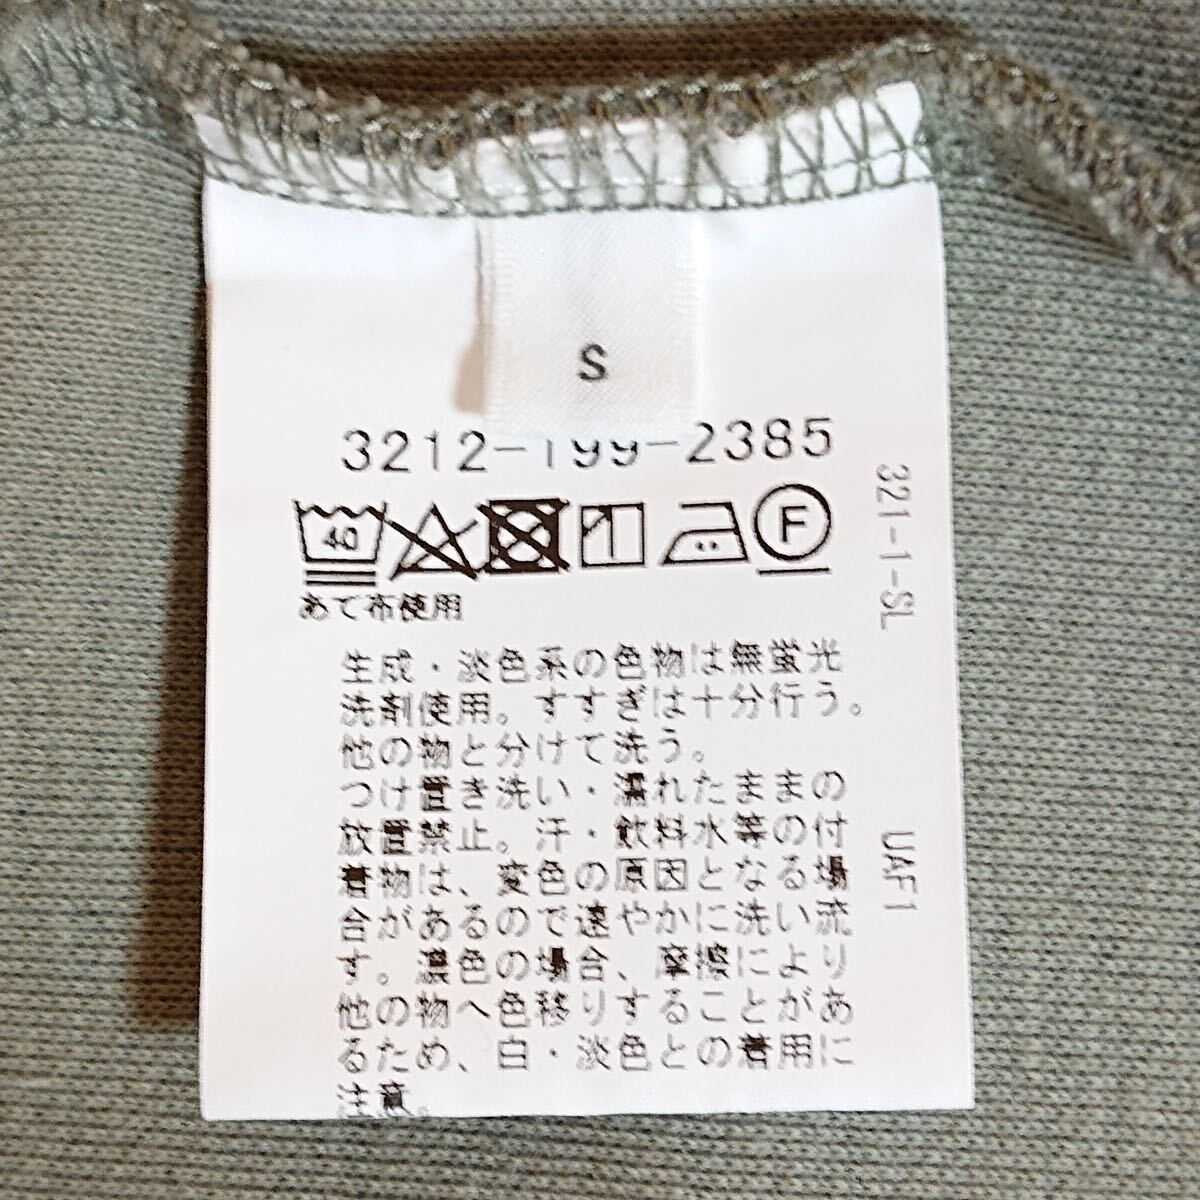 S
3212-199-2385
40
F
あて布使用
生成・淡色系の色物は無蛍光
洗剤使用。すすぎは十分行う。
他の物と分けて洗う。
つけ置き洗い・濡れたままの
放置禁止。汗・飲料水等の付
着物は、変色の原因となる場
合があるので速やかに洗い流
す。濃色の場合、摩擦により
他の物へ色移りすることがあ
るため、白・淡色との着用に
注意。
321-1-SL
UAF1